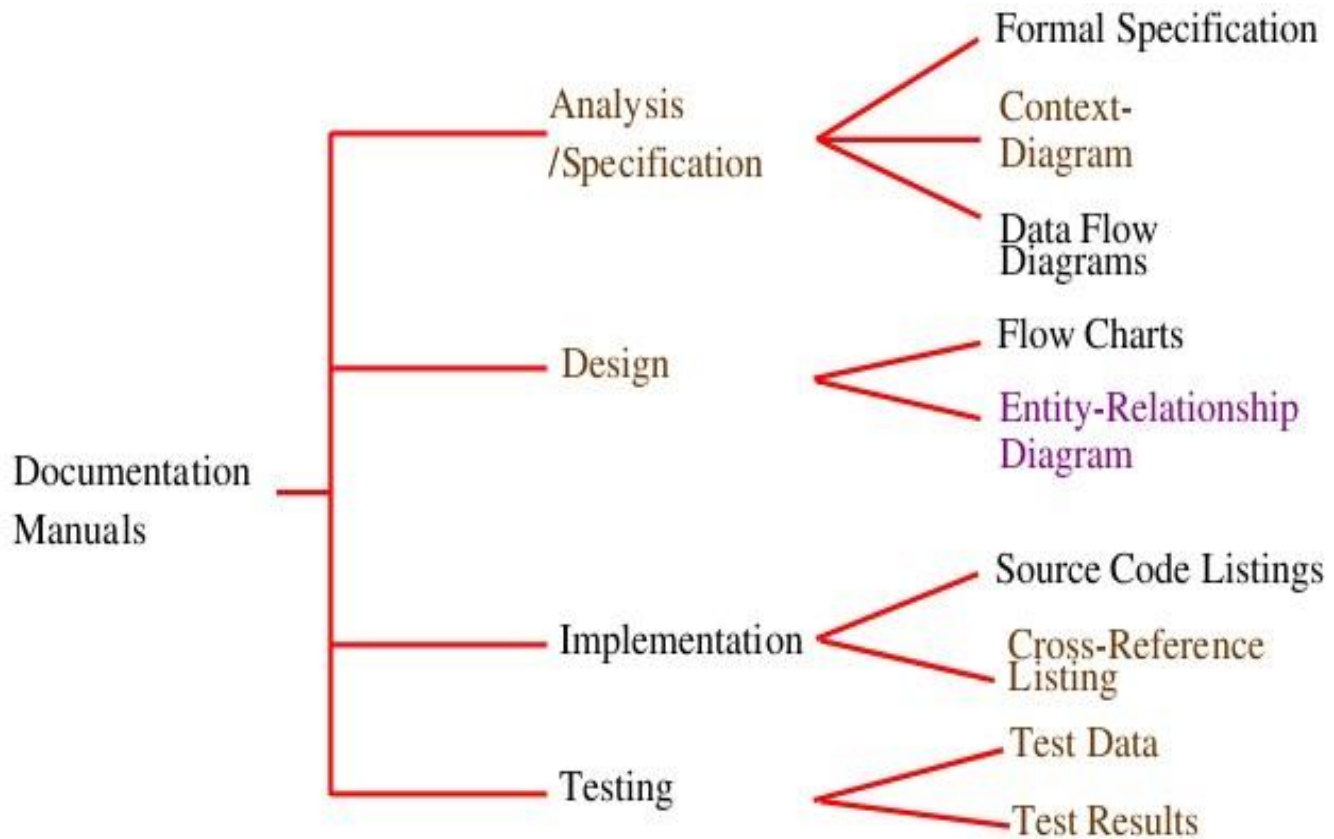 Documentation
Manuals
Analysis
/Specification
Formal Specification
Context-
Diagram
Data Flow
Diagrams
Design
Flow Charts
Entity-Relationship
Diagram
Implementation
Source Code Listings
Cross-Reference
Listing
Testing
Test Data
Test Results